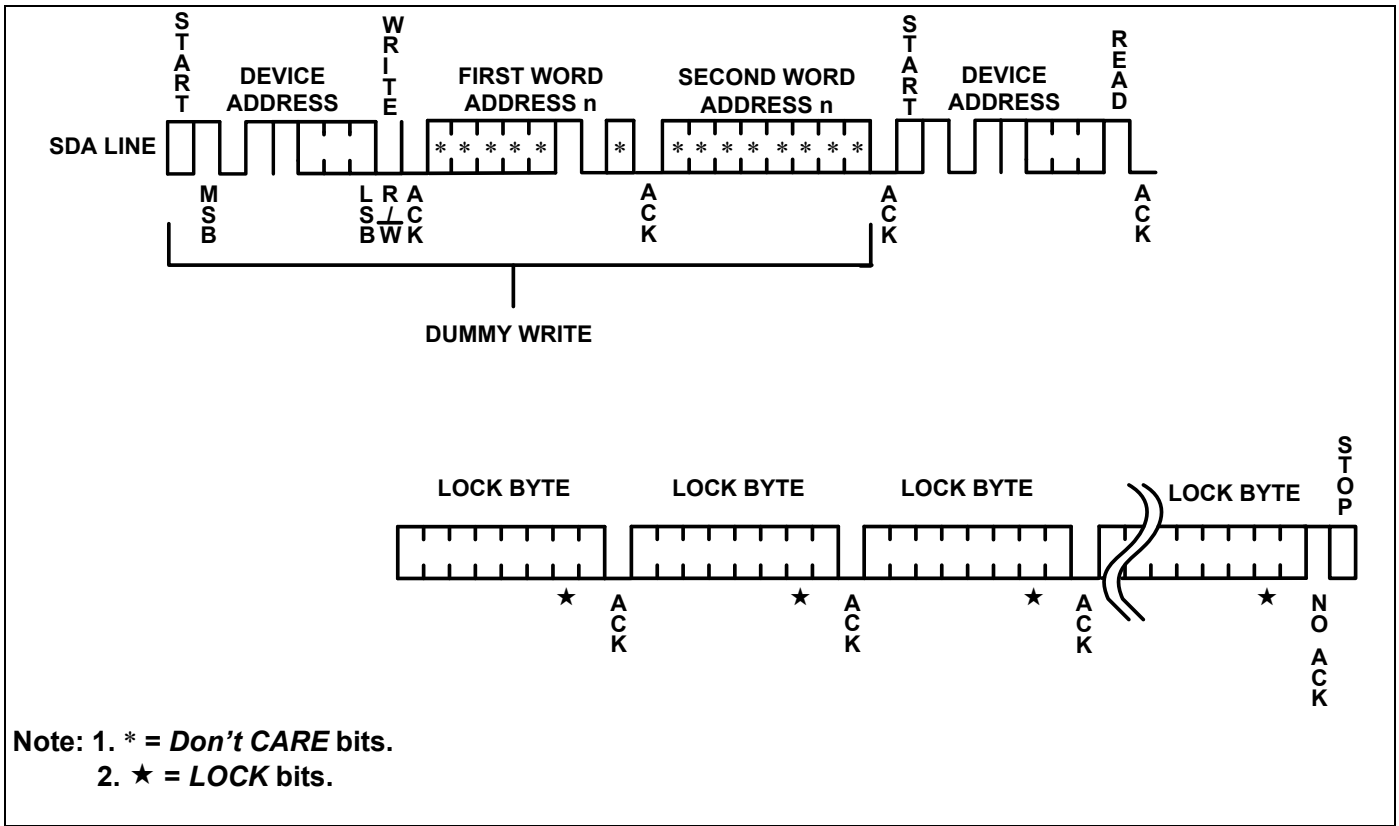 START
DEVICE
ADDRESS
WRITE
FIRST WORD
ADDRESS n
SECOND WORD
ADDRESS n
START
DEVICE
ADDRESS
READ
SDA LINE
* * * * *
*
* * * * * * * *
MSB
LSB
R/W
ACK
ACK
ACK
ACK
DUMMY WRITE
LOCK BYTE
LOCK BYTE
LOCK BYTE
LOCK BYTE
STOP
★
ACK
★
ACK
★
ACK
★
NO ACK
Note: 1. * = Don't CARE bits.
2. ★ = LOCK bits.